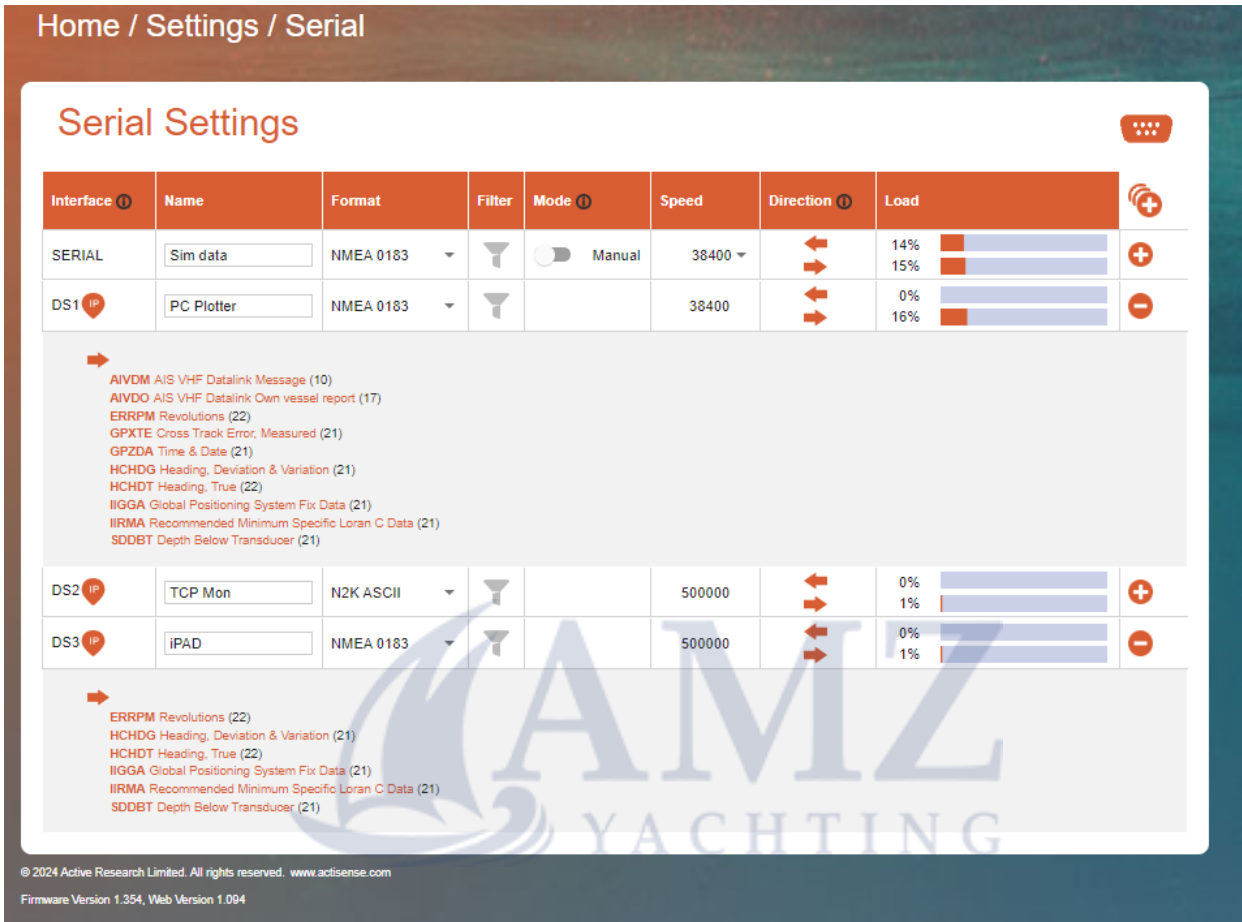 Home / Settings / Serial
Serial Settings
Interface Name Format Filter Mode Speed Direction Load
SERIAL Sim data NMEA 0183 Manual 38400 14%
15%
DS1 IP PC Plotter NMEA 0183 38400 0%
16%
AIVDM AIS VHF Datalink Message (10)
AIVDO AIS VHF Datalink Own vessel report (17)
ERRPM Revolutions (22)
GPXTE Cross Track Error, Measured (21)
GPZDA Time & Date (21)
HCHDG Heading, Deviation & Variation (21)
HCHDT Heading, True (22)
IIGGA Global Positioning System Fix Data (21)
IIRMA Recommended Minimum Specific Loran C Data (21)
SDDBT Depth Below Transducer (21)
DS2 IP TCP Mon N2K ASCII 500000 0%
1%
DS3 IP iPAD NMEA 0183 500000 0%
1%
ERRPM Revolutions (22)
HCHDG Heading, Deviation & Variation (21)
HCHDT Heading, True (22)
IIGGA Global Positioning System Fix Data (21)
IIRMA Recommended Minimum Specific Loran C Data (21)
SDDBT Depth Below Transducer (21)
AMZ
YACHTING
© 2024 Active Research Limited. All rights reserved. www.actisense.com
Firmware Version 1.354, Web Version 1.094